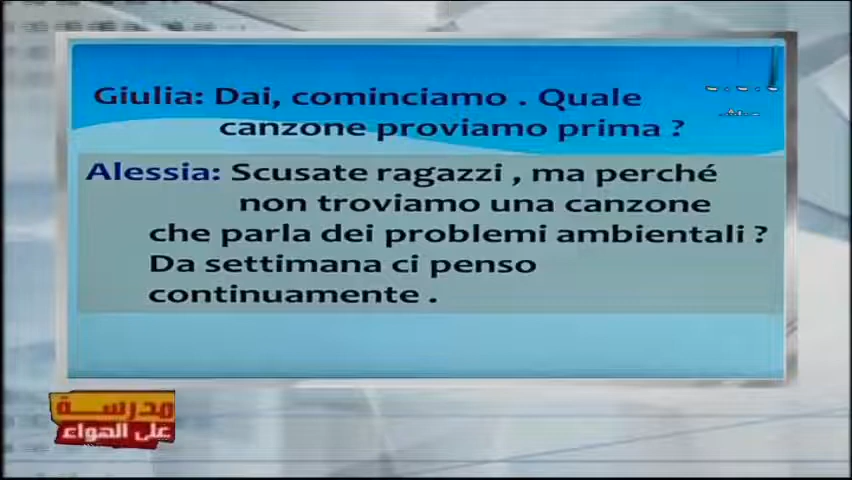 Giulia: Dai, cominciamo . Quale
canzone proviamo prima ?
Alessia: Scusate ragazzi , ma perché
non troviamo una canzone
che parla dei problemi ambientali ?
Da settimana ci penso
continuamente .
مدرسة
على الهواء